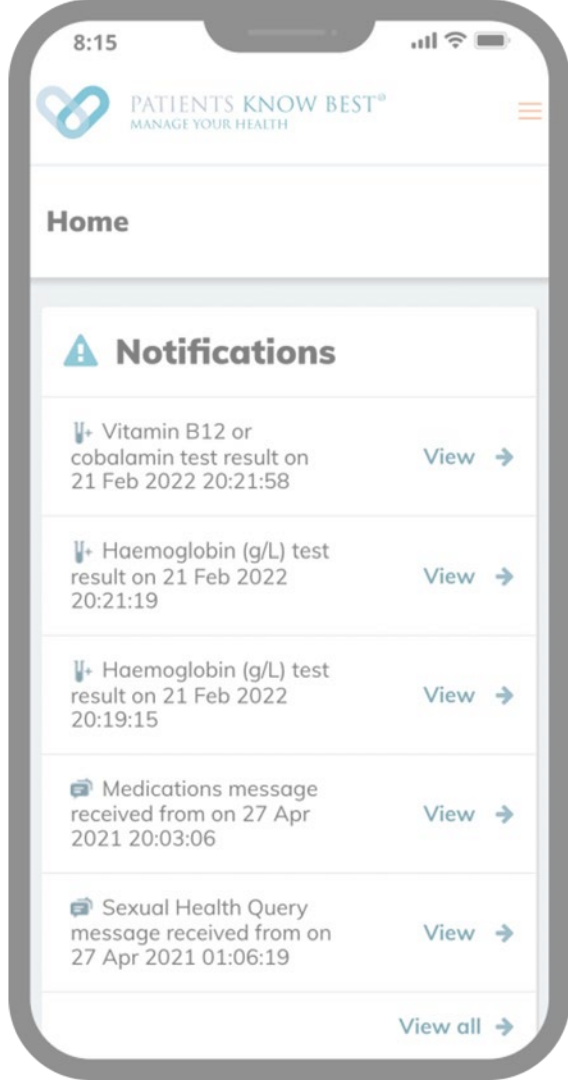 8:15
PATIENTS KNOW BEST®
MANAGE YOUR HEALTH
Home
Notifications
Vitamin B12 or
cobalamin test result on
21 Feb 2022 20:21:58
View
Haemoglobin (g/L) test
result on 21 Feb 2022
20:21:19
View
Haemoglobin (g/L) test
result on 21 Feb 2022
20:19:15
View
Medications message
received from on 27 Apr
2021 20:03:06
View
Sexual Health Query
message received from on
27 Apr 2021 01:06:19
View
View all